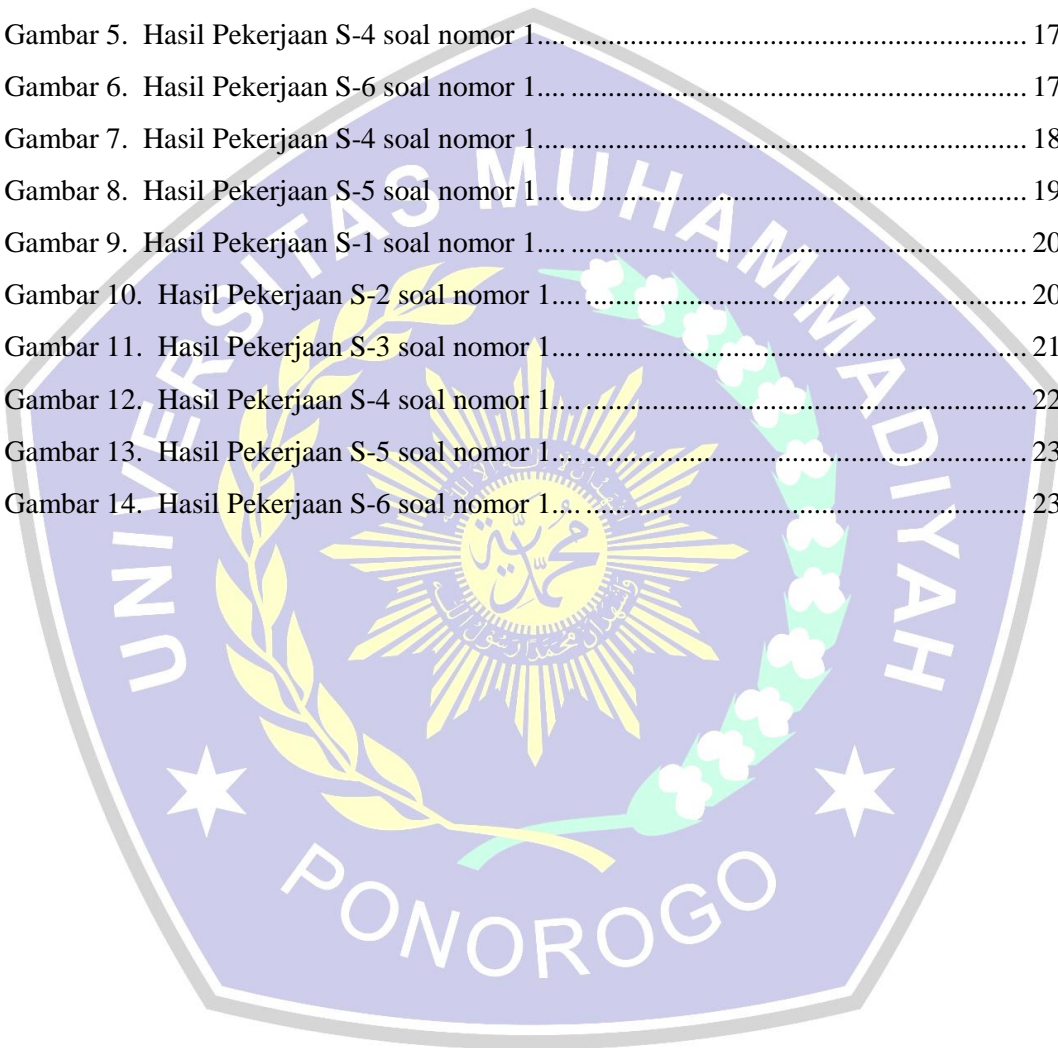 Gambar 5.  Hasil Pekerjaan S-4 soal nomor 1.... ........................................................................ 17
Gambar 6.  Hasil Pekerjaan S-6 soal nomor 1.... ........................................................................ 17
Gambar 7.  Hasil Pekerjaan S-4 soal nomor 1.... ........................................................................ 18
Gambar 8.  Hasil Pekerjaan S-5 soal nomor 1.... ........................................................................ 19
Gambar 9.  Hasil Pekerjaan S-1 soal nomor 1.... ........................................................................ 20
Gambar 10.  Hasil Pekerjaan S-2 soal nomor 1.... ...................................................................... 20
Gambar 11.  Hasil Pekerjaan S-3 soal nomor 1.... ...................................................................... 21
Gambar 12.  Hasil Pekerjaan S-4 soal nomor 1.... ...................................................................... 22
Gambar 13.  Hasil Pekerjaan S-5 soal nomor 1.... ...................................................................... 23
Gambar 14.  Hasil Pekerjaan S-6 soal nomor 1.... ...................................................................... 23
UNIVERSITAS MUHAMMADIYAH
PONOROGO
محمدية